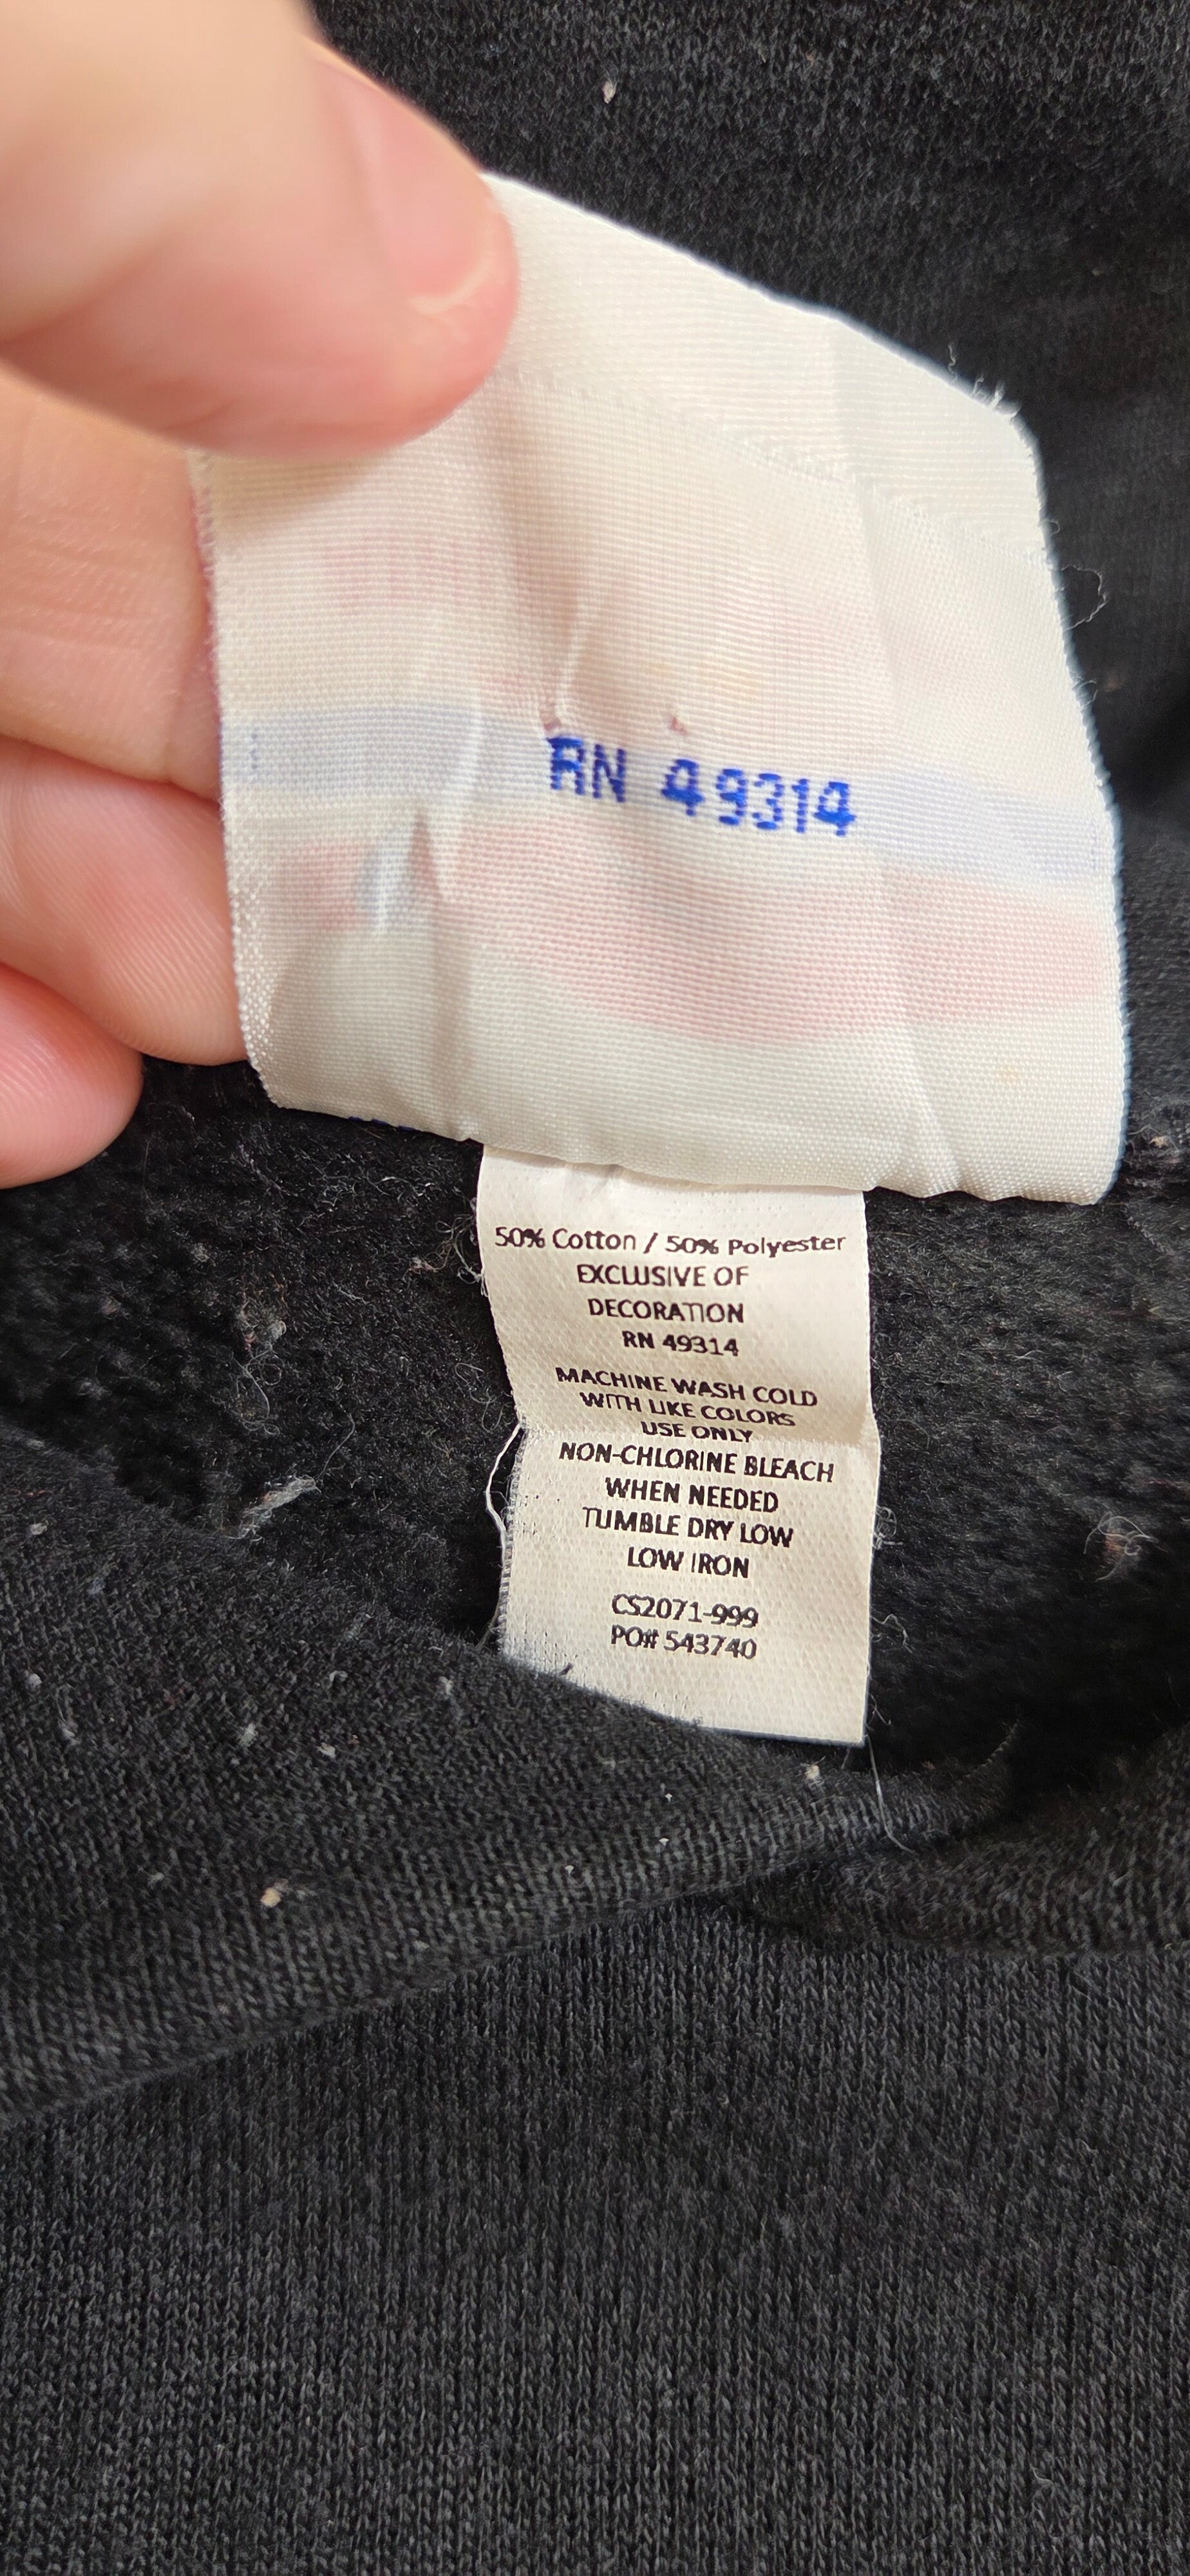 RN 49314
50% Cotton / 50% Polyester
EXCLUSIVE OF
DECORATION
RN 49314
MACHINE WASH COLD
WITH LIKE COLORS
USE ONLY
NON-CHLORINE BLEACH
WHEN NEEDED
TUMBLE DRY LOW
LOW IRON
CS2071-999
PO# 543740